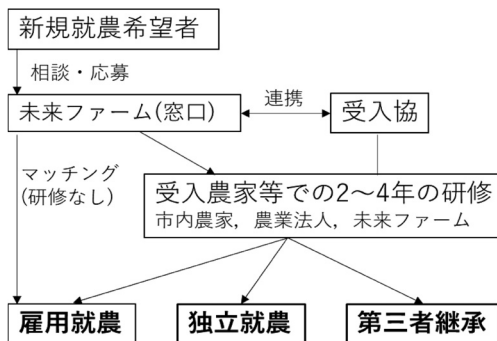 新規就農希望者
相談・応募
未来ファーム(窓口)
連携
受入協
マッチング
(研修なし)
受入農家等での2～4年の研修
市内農家，農業法人，未来ファーム
雇用就農
独立就農
第三者継承